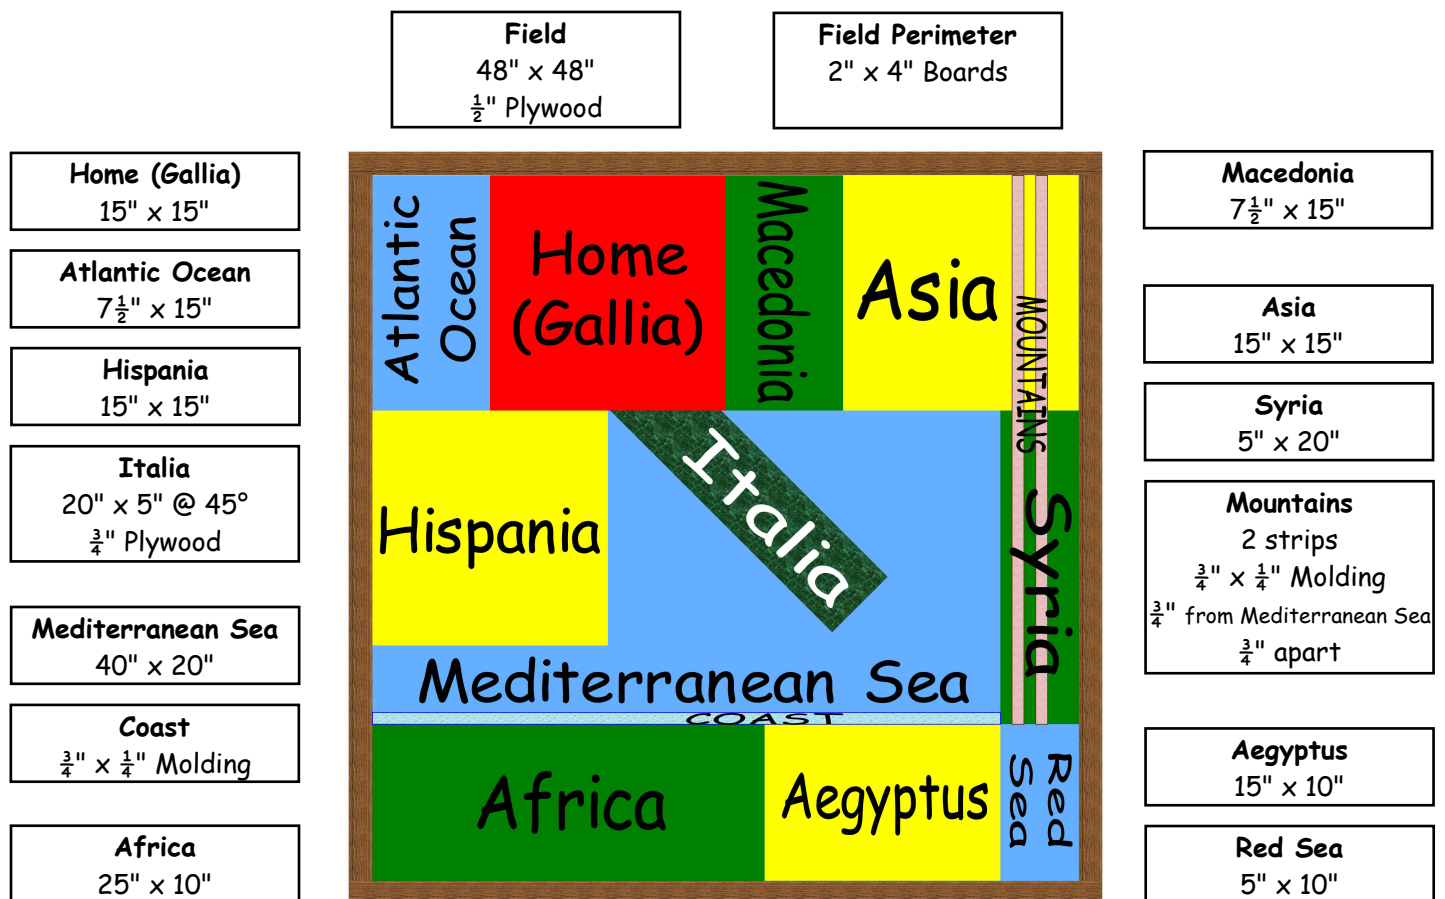 Field
48" x 48"
½" Plywood
Field Perimeter
2" x 4" Boards
Home (Gallia)
15" x 15"
Atlantic Ocean
7½" x 15"
Hispania
15" x 15"
Italia
20" x 5" @ 45°
¾" Plywood
Mediterranean Sea
40" x 20"
Coast
¾" x ¼" Molding
Africa
25" x 10"
Atlantic
Ocean
Home
(Gallia)
Macedonia
Asia
MOUNTAINS
Hispania
Italia
Syria
Mediterranean Sea
COAST
Africa
Aegyptus
Red
Sea
Macedonia
7½" x 15"
Asia
15" x 15"
Syria
5" x 20"
Mountains
2 strips
¾" x ¼" Molding
¾" from Mediterranean Sea
¾" apart
Aegyptus
15" x 10"
Red Sea
5" x 10"